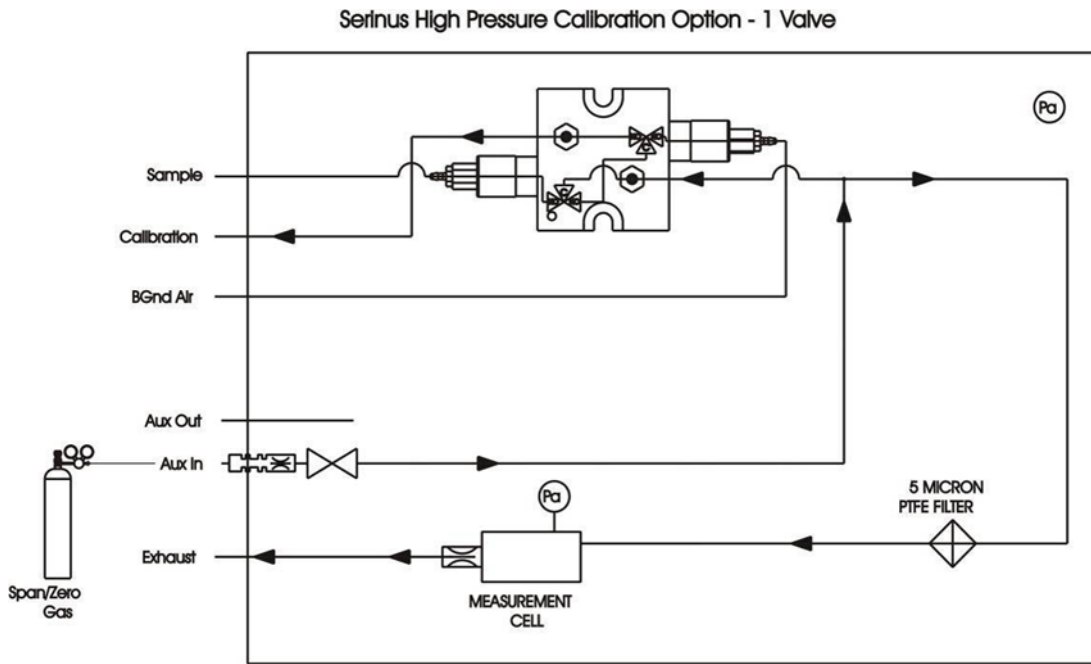 Serinus High Pressure Calibration Option - 1 Valve
Pa
Sample
Calibration
BGnd Air
Aux Out
Aux In
Span/Zero
Gas
Exhaust
Pa
MEASUREMENT
CELL
5 MICRON
PTFE FILTER
C
C
O